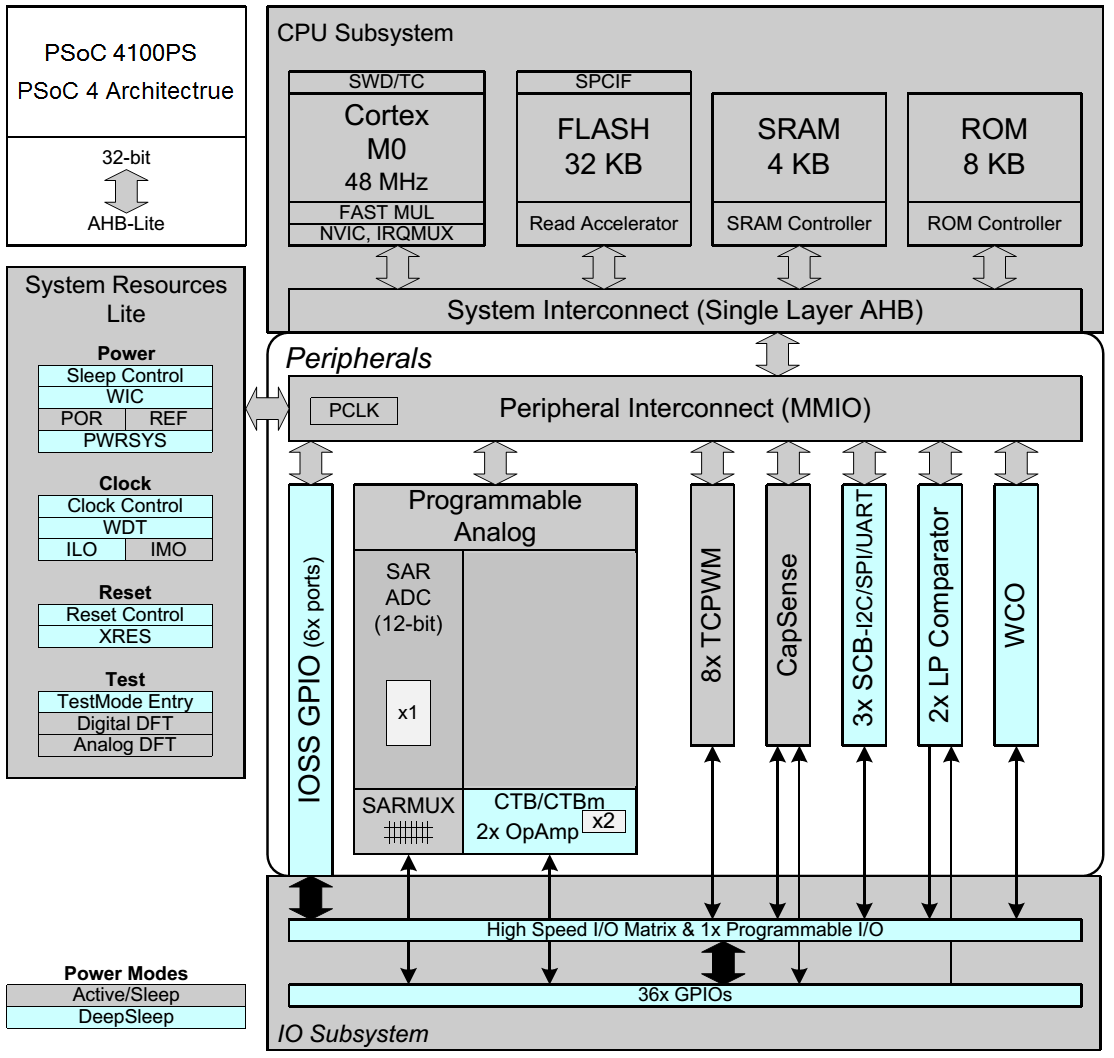 PSoC 4100PS
PSoC 4 Architectrue
32-bit
AHB-Lite
CPU Subsystem
SWD/TC
Cortex
M0
48 MHz
FAST MUL
NVIC, IRQMUX
SPCIF
FLASH
32 KB
Read Accelerator
SRAM
4 KB
SRAM Controller
ROM
8 KB
ROM Controller
System Interconnect (Single Layer AHB)
System Resources
Lite
Power
Sleep Control
WIC
POR
REF
PWRSYS
Clock
Clock Control
WDT
ILO
IMO
Reset
Reset Control
XRES
Test
TestMode Entry
Digital DFT
Analog DFT
Peripherals
PCLK
Peripheral Interconnect (MMIO)
IOSS GPIO (6x ports)
Programmable
Analog
SAR
ADC
(12-bit)
x1
SARMUX
CTB/CTBm
2x OpAmp
x2
8x TCPWM
CapSense
3x SCB-I2C/SPI/UART
2x LP Comparator
WCO
High Speed I/O Matrix & 1x Programmable I/O
36x GPIOs
IO Subsystem
Power Modes
Active/Sleep
DeepSleep